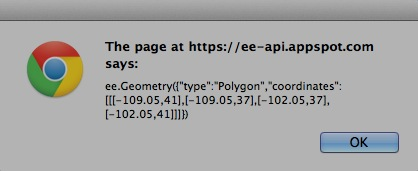 The page at https://ee-api.appspot.com
says:
ee.Geometry({"type":"Polygon","coordinates":
[[[-109.05,41],[-109.05,37],[-102.05,37],
[-102.05,41]]]})
OK